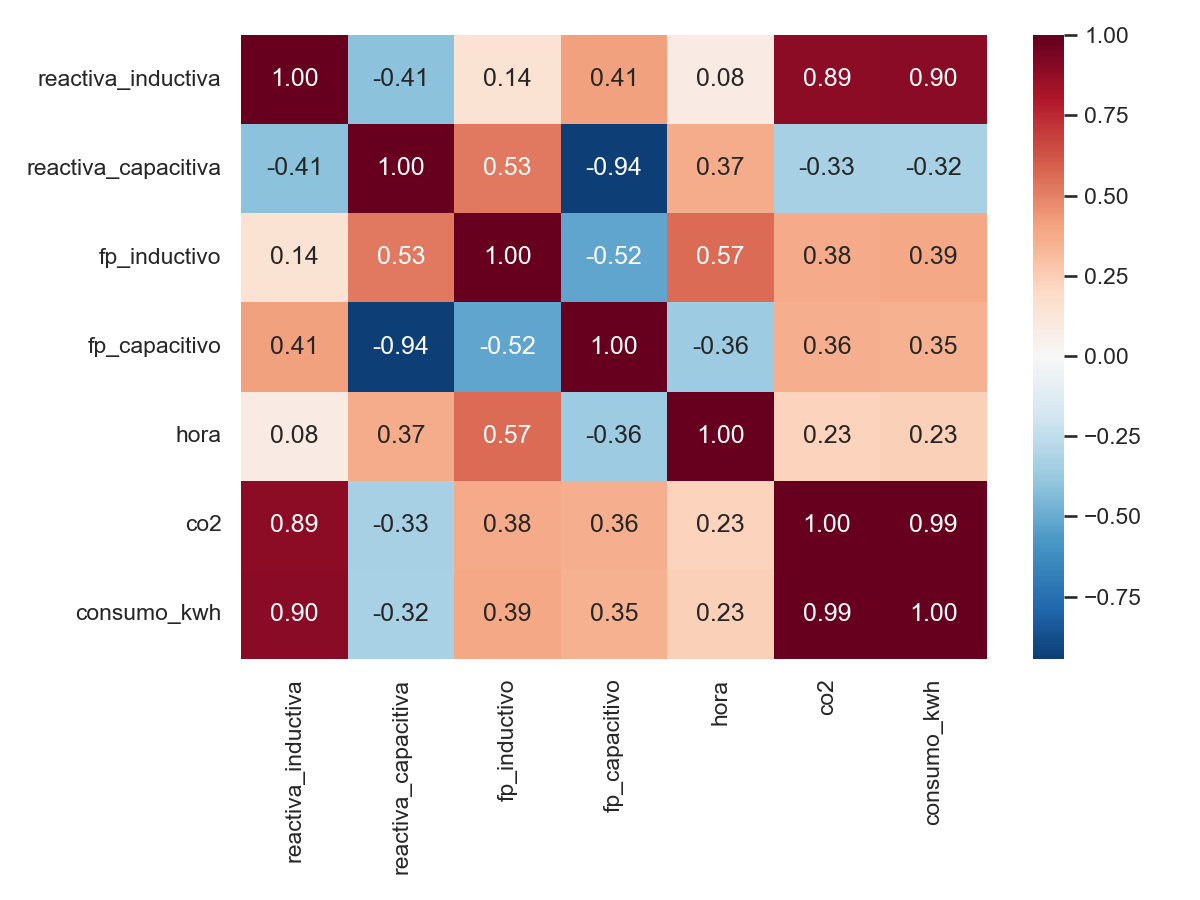 reactiva_inductiva 1.00 -0.41 0.14 0.41 0.08 0.89 0.90
reactiva_capacitiva -0.41 1.00 0.53 -0.94 0.37 -0.33 -0.32
fp_inductivo 0.14 0.53 1.00 -0.52 0.57 0.38 0.39
fp_capacitivo 0.41 -0.94 -0.52 1.00 -0.36 0.36 0.35
hora 0.08 0.37 0.57 -0.36 1.00 0.23 0.23
co2 0.89 -0.33 0.38 0.36 0.23 1.00 0.99
consumo_kwh 0.90 -0.32 0.39 0.35 0.23 0.99 1.00
reactiva_inductiva
reactiva_capacitiva
fp_inductivo
fp_capacitivo
hora
co2
consumo_kwh
1.00
0.75
0.50
0.25
0.00
−0.25
−0.50
−0.75